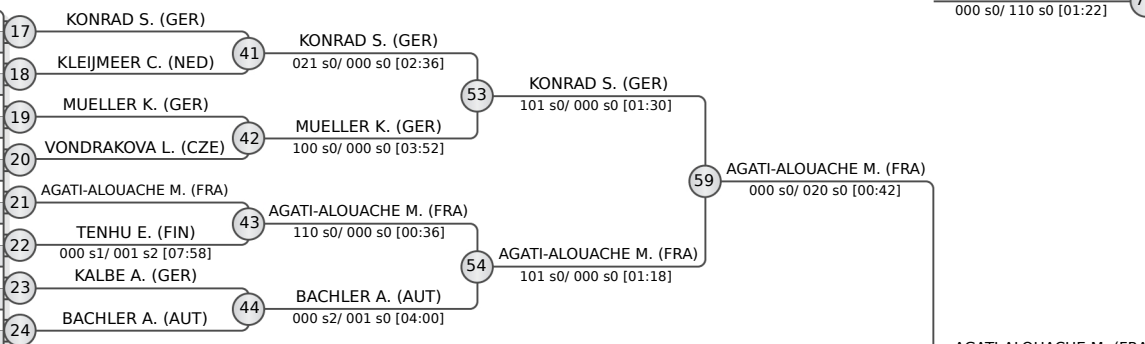 000 s0/ 110 s0 [01:22]
17
KONRAD S. (GER)
18
KLEIJMEER C. (NED)
41
KONRAD S. (GER)
021 s0/ 000 s0 [02:36]
19
MUELLER K. (GER)
20
VONDRAKOVA L. (CZE)
42
MUELLER K. (GER)
100 s0/ 000 s0 [03:52]
53
KONRAD S. (GER)
101 s0/ 000 s0 [01:30]
21
AGATI-ALOUACHE M. (FRA)
22
TENHU E. (FIN)
000 s1/ 001 s2 [07:58]
43
AGATI-ALOUACHE M. (FRA)
110 s0/ 000 s0 [00:36]
23
KALBE A. (GER)
24
BACHLER A. (AUT)
44
BACHLER A. (AUT)
000 s2/ 001 s0 [04:00]
54
AGATI-ALOUACHE M. (FRA)
101 s0/ 000 s0 [01:18]
59
AGATI-ALOUACHE M. (FRA)
000 s0/ 020 s0 [00:42]